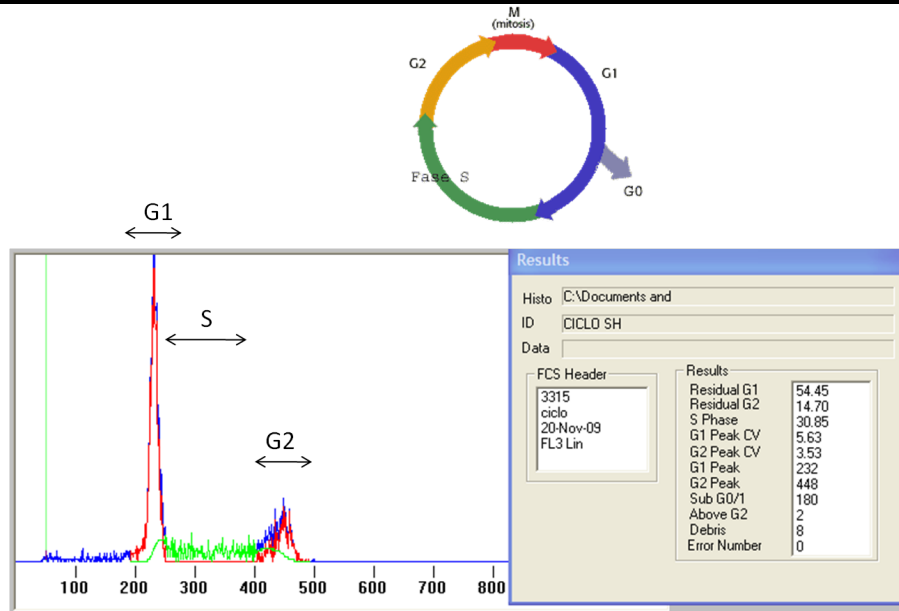 M
(mitosis)
G2
G1
Fase S
G0
G1
S
G2
100 200 300 400 500 600 700 800
Results
Histo C:\Documents and
ID CICLO SH
Data
FCS Header
3315
ciclo
20-Nov-09
FL3 Lin
Results
Residual G1 54.45
Residual G2 14.70
S Phase 30.85
G1 Peak CV 5.63
G2 Peak CV 3.53
G1 Peak 232
G2 Peak 448
Sub G0/1 180
Above G2 2
Debris 8
Error Number 0